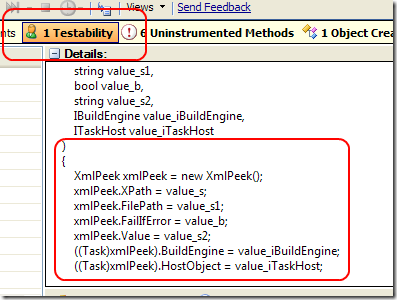 Views Send Feedback
nts 1 Testability 6 Uninstrumented Methods 1 Object Crea
Details:
string value_s1,
bool value_b,
string value_s2,
IBuildEngine value_iBuildEngine,
ITaskHost value_iTaskHost
)
{
XmlPeek xmlPeek = new XmlPeek();
xmlPeek.XPath = value_s;
xmlPeek.FilePath = value_s1;
xmlPeek.FailIfError = value_b;
xmlPeek.Value = value_s2;
((Task)xmlPeek).BuildEngine = value_iBuildEngine;
((Task)xmlPeek).HostObject = value_iTaskHost;